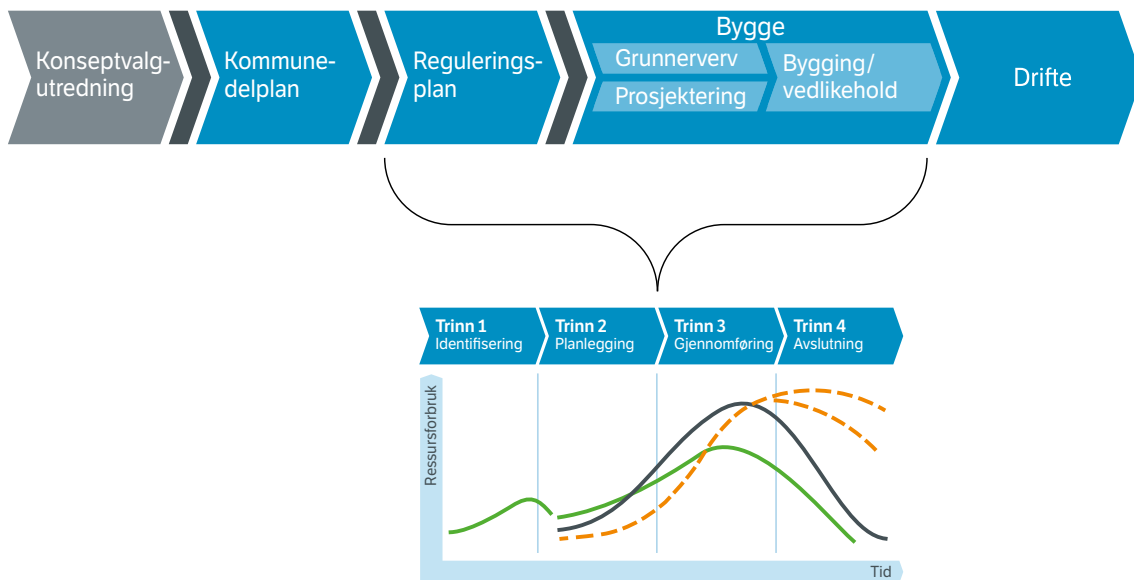 Konseptvalg-
utredning
Kommune-
delplan
Regulerings-
plan
Bygge
Grunnerverv
Prosjektering
Bygging/
vedlikehold
Drifte
Trinn 1
Identifisering
Trinn 2
Planlegging
Trinn 3
Gjennomføring
Trinn 4
Avslutning
Ressursforbruk
Tid